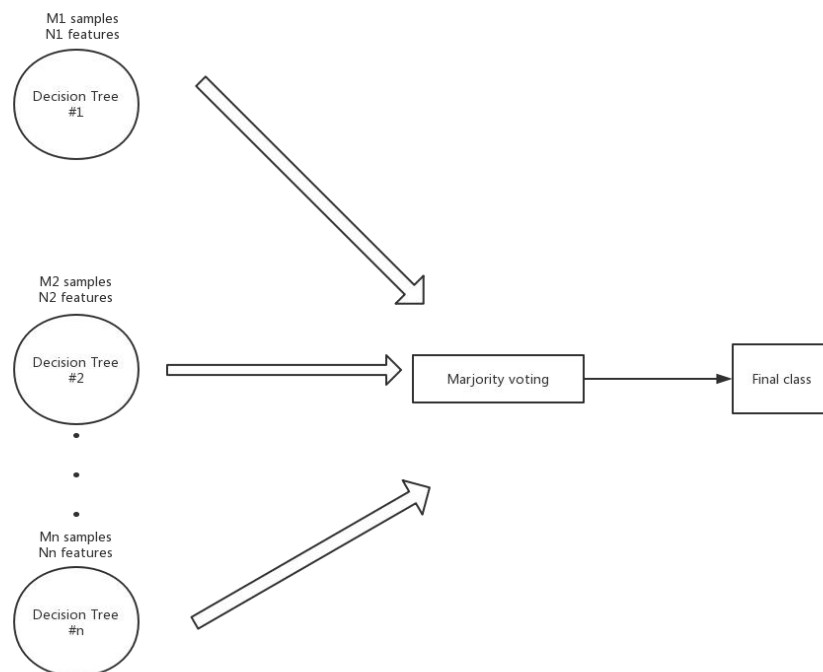 M1 samples
N1 features
Decision Tree
#1
M2 samples
N2 features
Decision Tree
#2
Marjority voting
Final class
Mn samples
Nn features
Decision Tree
#n